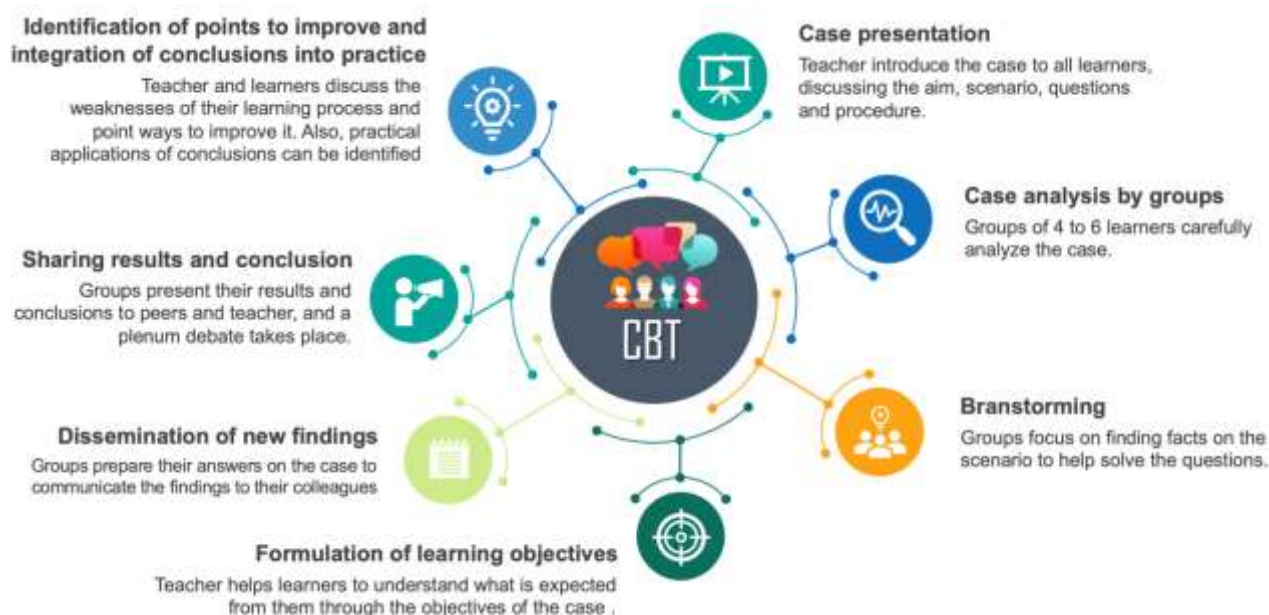 Identification of points to improve and
integration of conclusions into practice
Teacher and learners discuss the
weaknesses of their learning process and
point ways to improve it. Also, practical
applications of conclusions can be identified
Case presentation
Teacher introduce the case to all learners,
discussing the aim, scenario, questions
and procedure.
Case analysis by groups
Groups of 4 to 6 learners carefully
analyze the case.
Sharing results and conclusion
Groups present their results and
conclusions to peers and teacher, and a
plenum debate takes place.
CBT
Branstorming
Groups focus on finding facts on the
scenario to help solve the questions.
Dissemination of new findings
Groups prepare their answers on the case to
communicate the findings to their colleagues
Formulation of learning objectives
Teacher helps learners to understand what is expected
from them through the objectives of the case .